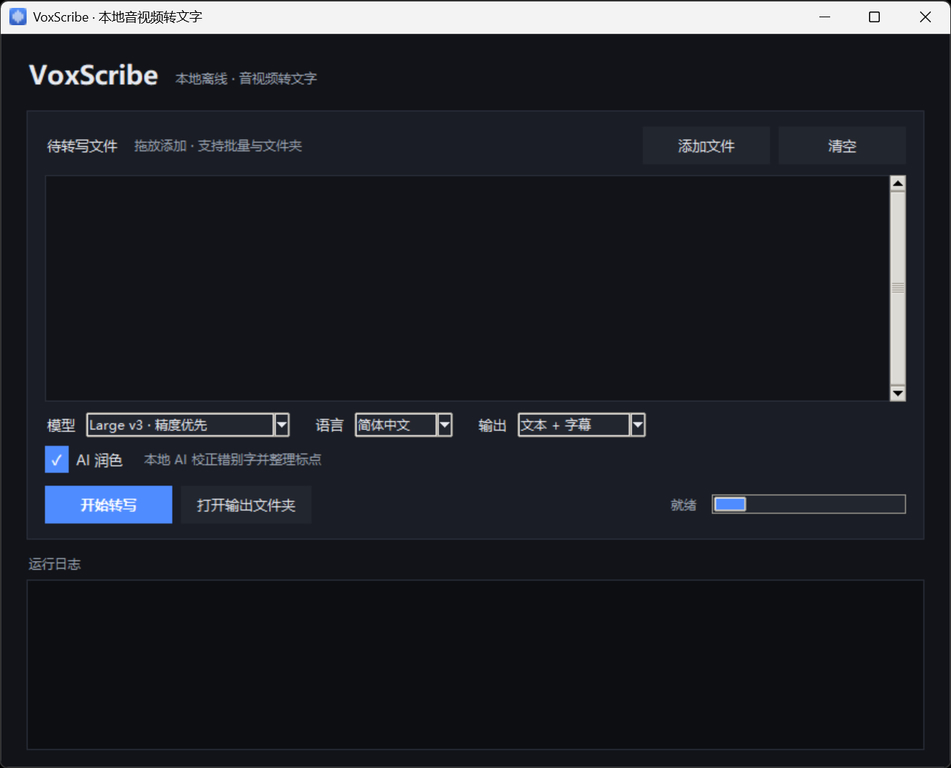 VoxScribe · 本地音视频转文字
VoxScribe 本地离线 · 音视频转文字
待转写文件 拖放添加 · 支持批量与文件夹 添加文件 清空
模型 Large v3 · 精度优先 语言 简体中文 输出 文本 + 字幕
AI 润色 本地 AI 校正错别字并整理标点
开始转写 打开输出文件夹 就绪
运行日志